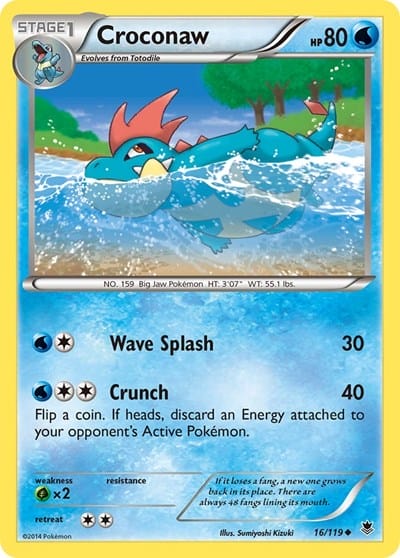 STAGE1
Croconaw
HP80
Evolves from Totodile
NO. 159 Big Jaw Pokémon HT: 3'07" WT: 55.1 lbs.
Wave Splash 30
Crunch 40
Flip a coin. If heads, discard an Energy attached to
your opponent's Active Pokémon.
weakness
resistance
×2
retreat
If it loses a fang, a new one grows
back in its place. There are
always 48 fangs lining its mouth.
©2014 Pokémon
Illus. Sumiyoshi Kizuki
16/119